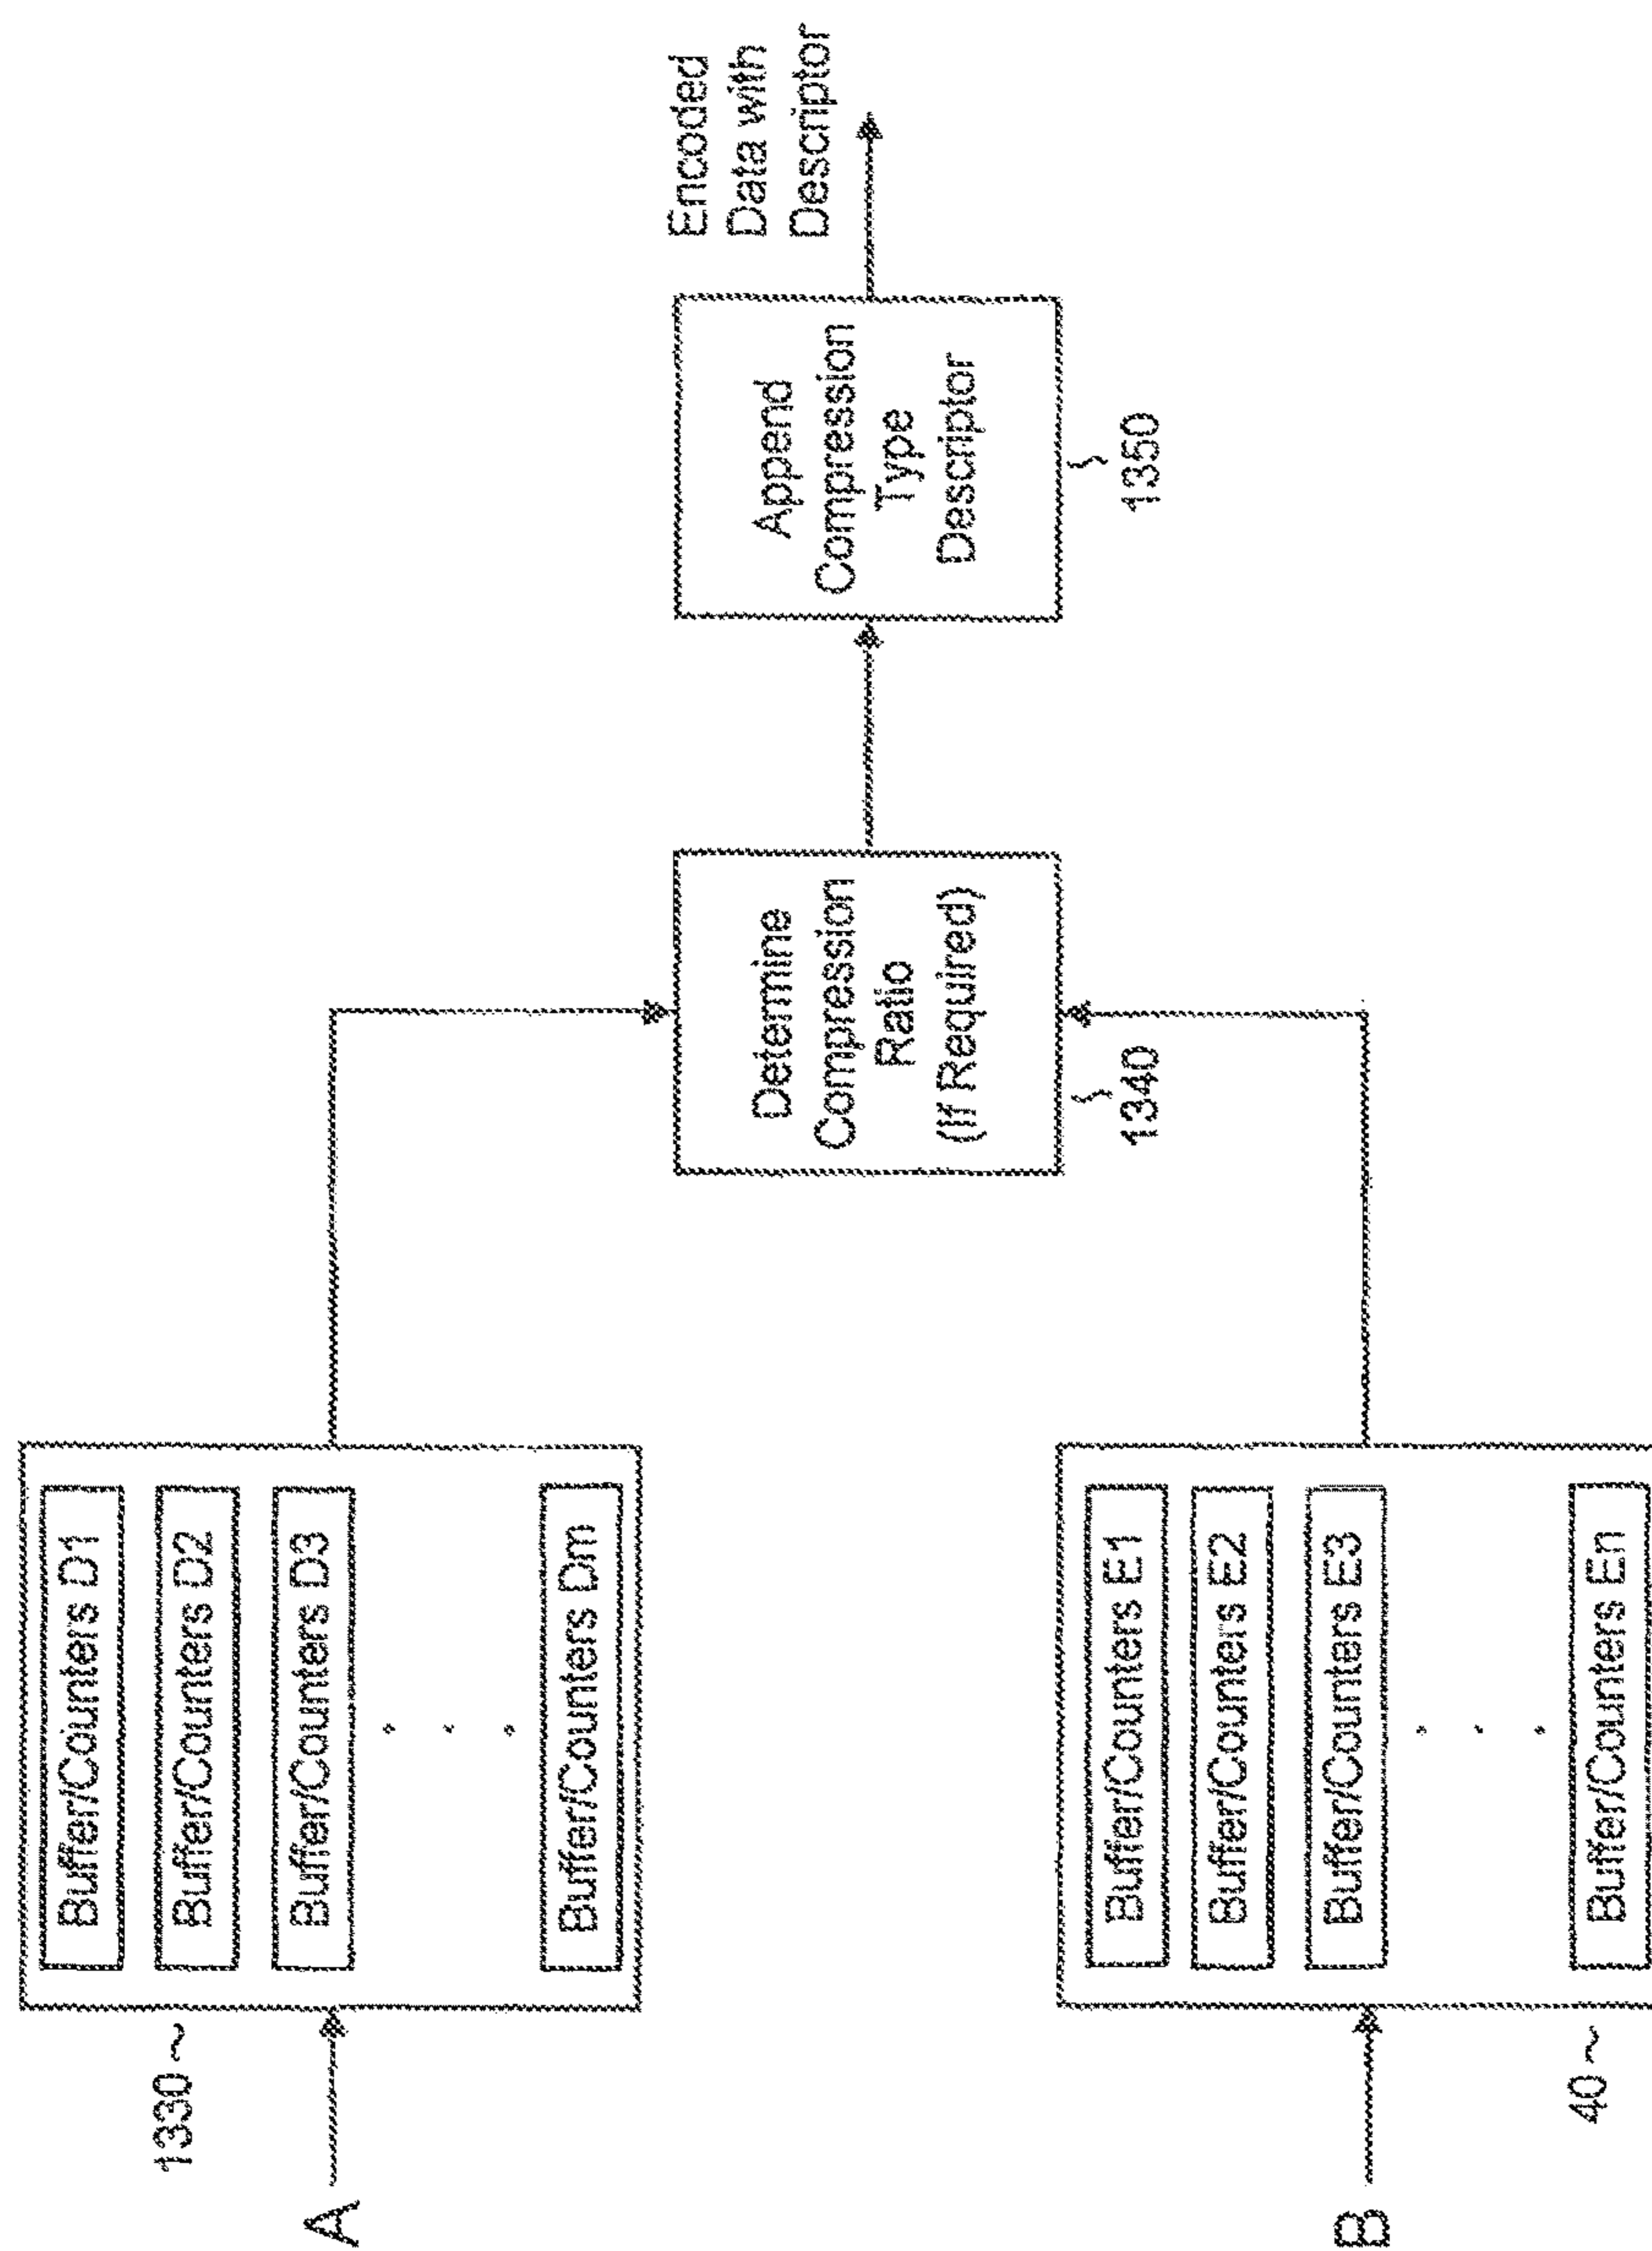 1330
A
Buffer/Counters D1
Buffer/Counters D2
Buffer/Counters D3
Buffer/Counters Dm
B
40
Buffer/Counters E1
Buffer/Counters E2
Buffer/Counters E3
Buffer/Counters En
Determine
Compression
Ratio
(If Required)
1340
Append
Compression
Type
Descriptor
1350
Encoded
Data with
Descriptor